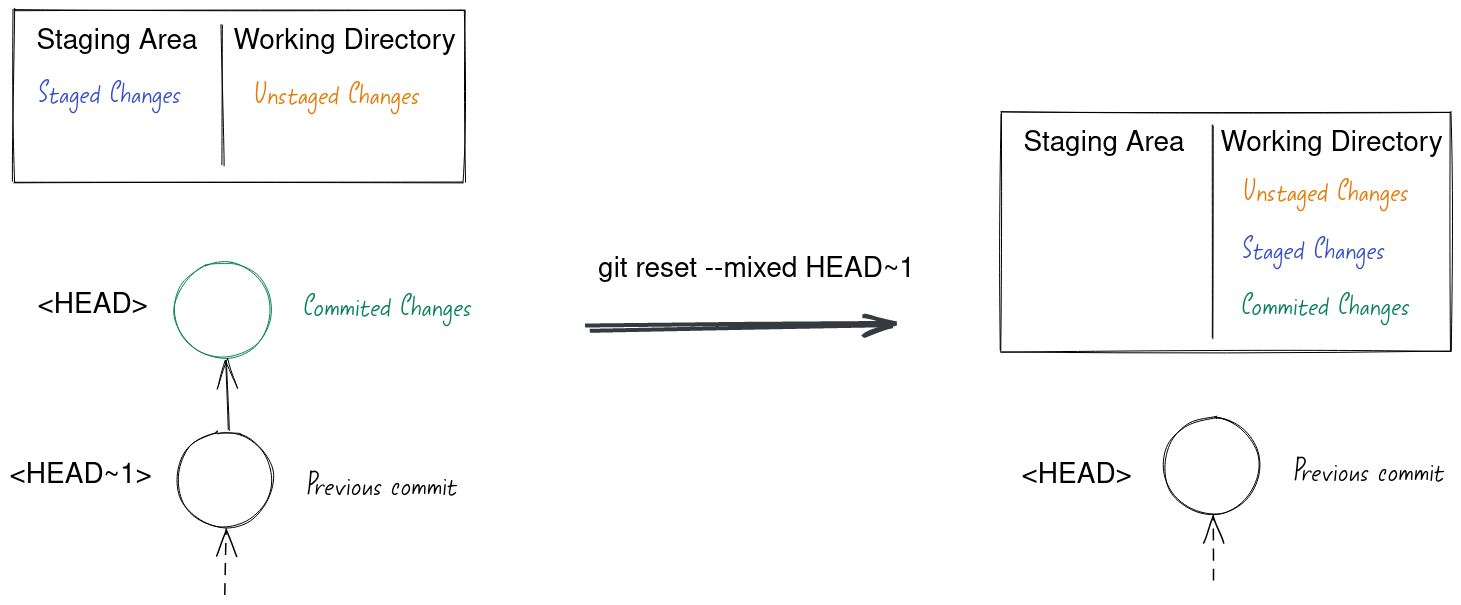 Staging Area
Working Directory
Staged Changes
Unstaged Changes
<HEAD>
Commited Changes
<HEAD~1>
Previous commit
git reset --mixed HEAD~1
Staging Area
Working Directory
Unstaged Changes
Staged Changes
Commited Changes
<HEAD>
Previous commit